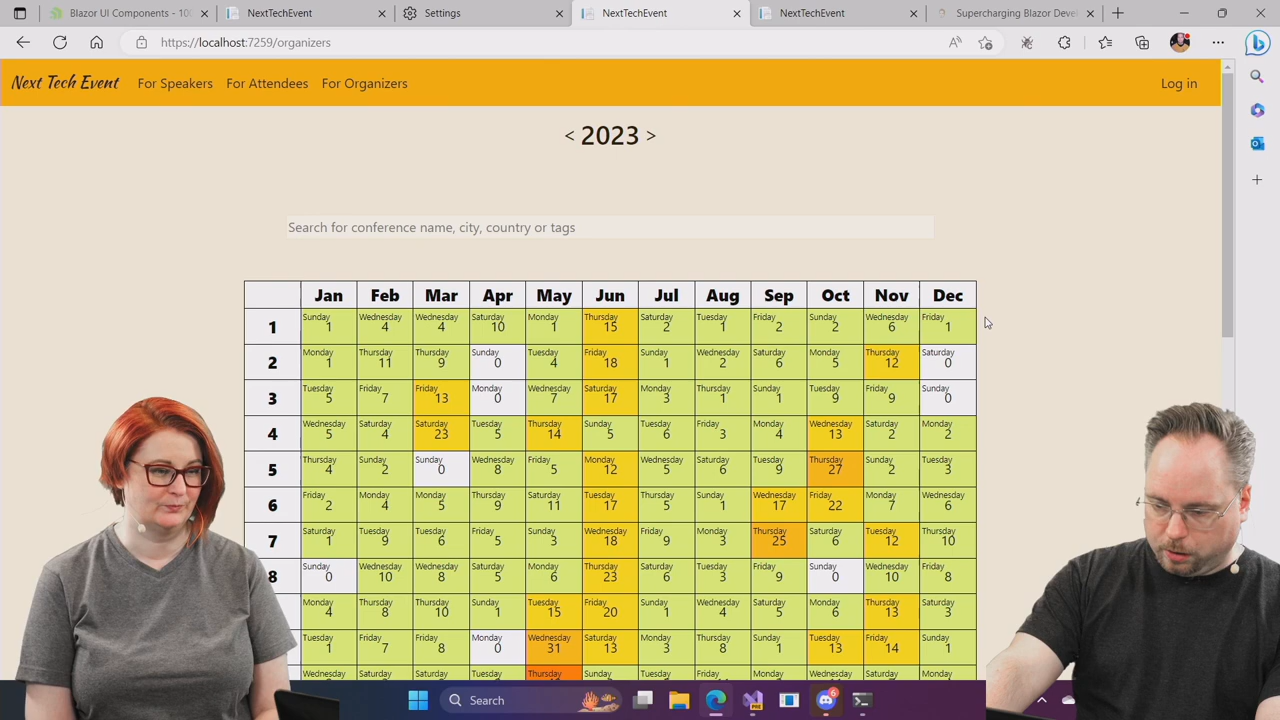 Blazor UI Components - 10
NextTechEvent
Settings
NextTechEvent
NextTechEvent
Supercharging Blazor Devel
https://localhost:7259/organizers
Next Tech Event For Speakers For Attendees For Organizers Log in
< 2023 >
Search for conference name, city, country or tags
Jan Feb Mar Apr May Jun Jul Aug Sep Oct Nov Dec
Sunday Wednesday Wednesday Saturday Monday Thursday Saturday Tuesday Friday Sunday Wednesday Friday
1 1 4 4 10 1 15 2 1 2 2 6 1
Monday Thursday Thursday Sunday Tuesday Friday Sunday Wednesday Saturday Monday Thursday Saturday
2 1 11 9 0 4 18 1 2 6 5 12 0
Tuesday Friday Friday Monday Wednesday Saturday Monday Thursday Sunday Tuesday Friday Sunday
3 5 7 13 0 7 17 3 1 1 9 9 0
Wednesday Saturday Saturday Tuesday Thursday Sunday Tuesday Friday Monday Wednesday Saturday Monday
4 5 4 23 5 14 5 6 3 4 13 2 2
Thursday Sunday Sunday Wednesday Friday Monday Wednesday Saturday Tuesday Thursday Sunday Tuesday
5 4 2 0 8 5 12 5 6 9 27 2 3
Friday Monday Monday Thursday Saturday Tuesday Thursday Sunday Wednesday Friday Monday Wednesday
6 2 4 5 9 11 17 5 1 17 22 7 6
Saturday Tuesday Tuesday Friday Sunday Wednesday Friday Monday Thursday Saturday Tuesday Thursday
7 1 9 6 5 3 18 9 3 25 6 12 10
Sunday Wednesday Wednesday Saturday Monday Thursday Saturday Tuesday Friday Sunday Wednesday Friday
8 0 10 8 5 6 23 6 3 9 0 10 8
Monday Thursday Thursday Sunday Tuesday Friday Sunday Wednesday Saturday Monday Thursday Saturday
4 8 10 1 15 20 1 4 5 6 13 3
Tuesday Friday Friday Monday Wednesday Saturday Monday Thursday Sunday Tuesday Friday Sunday
1 7 8 0 31 13 3 8 1 13 14 1
Wednesday Saturday Saturday Tuesday Thursday Sunday Tuesday Friday Monday Wednesday Saturday Monday
Search
6